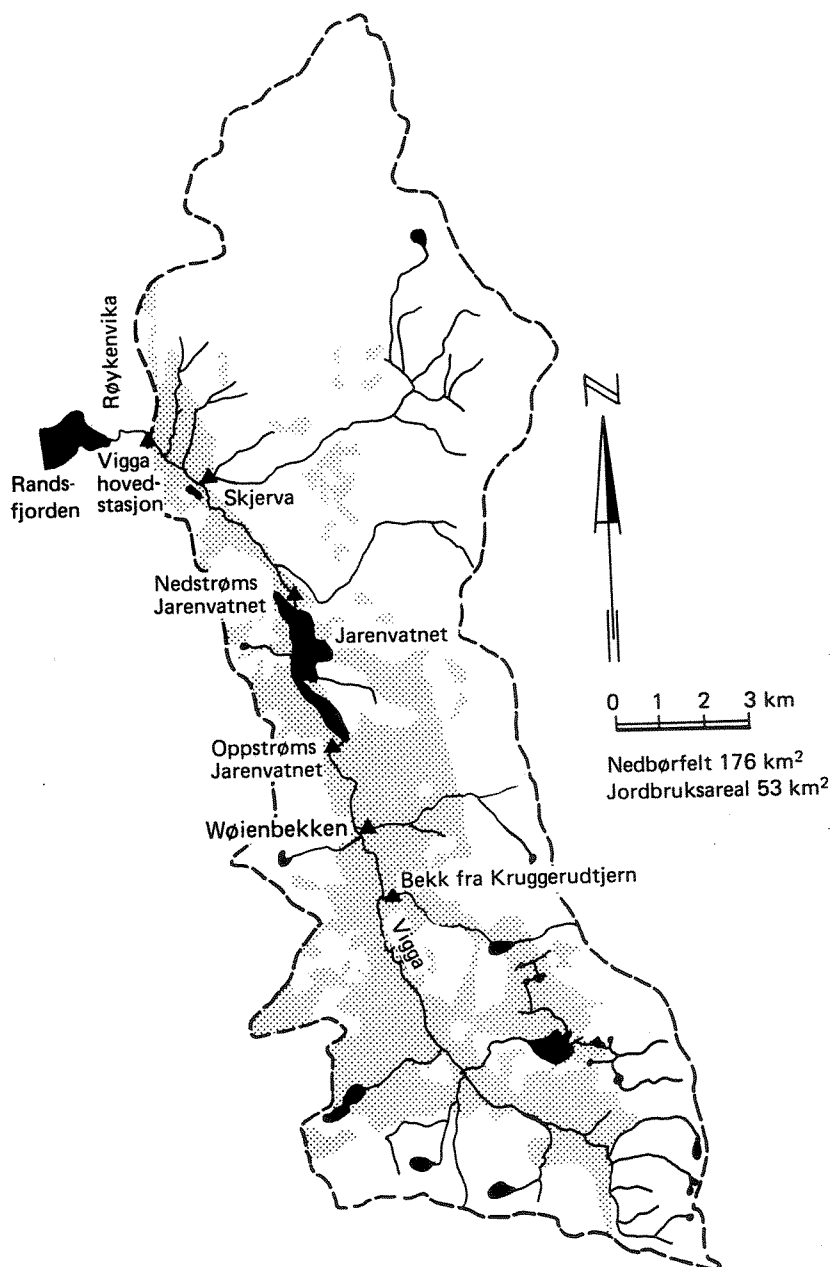 Røykenvika
Rands-
fjorden
Vigga
hoved-
stasjon
Skjerva
Nedstrøms
Jarenvatnet
Jarenvatnet
N
0 1 2 3 km
Nedbørfelt 176 km²
Jordbruksareal 53 km²
Oppstrøms
Jarenvatnet
Wøienbekken
Bekk fra Kruggerudtjern
Vigga